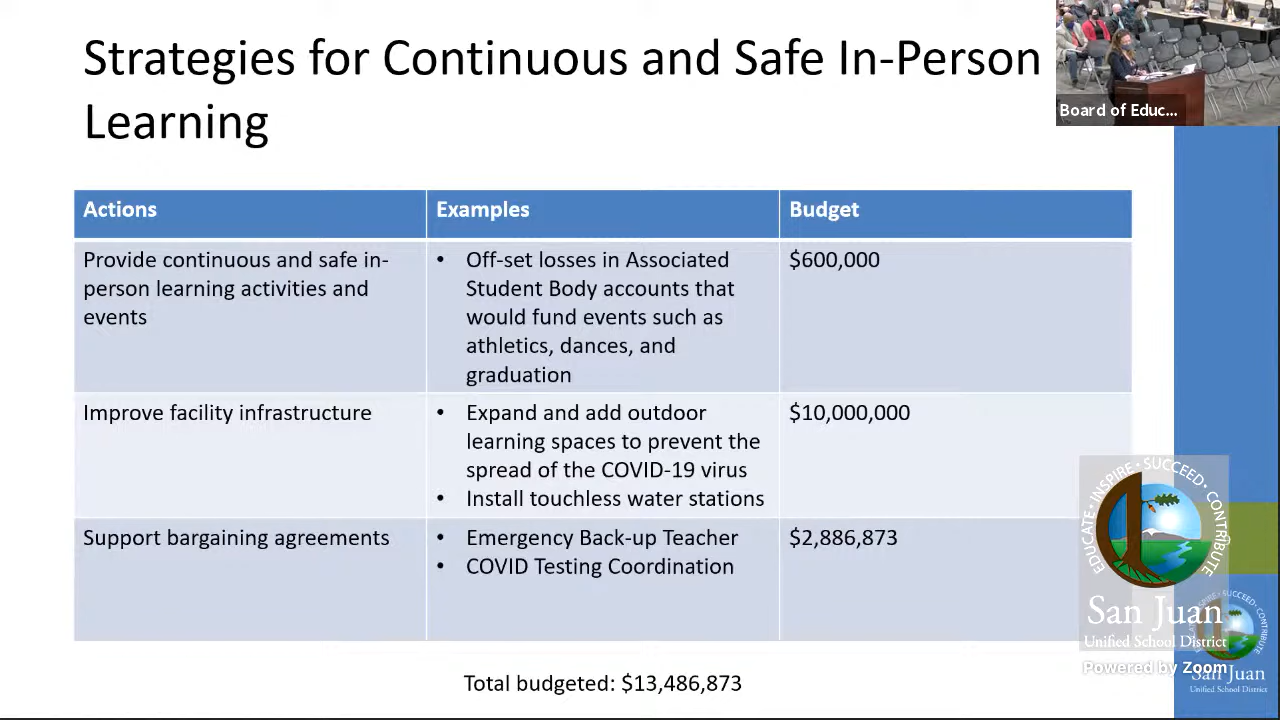 Strategies for Continuous and Safe In-Person
Learning
Board of Educ...
Actions
Examples
Budget
Provide continuous and safe in-
person learning activities and
events
• Off-set losses in Associated
Student Body accounts that
would fund events such as
athletics, dances, and
graduation
$600,000
Improve facility infrastructure
• Expand and add outdoor
learning spaces to prevent the
spread of the COVID-19 virus
• Install touchless water stations
$10,000,000
Support bargaining agreements
• Emergency Back-up Teacher
• COVID Testing Coordination
$2,886,873
Total budgeted: $13,486,873
EDUCATE • INSPIRE • SUCCEED • CONTRIBUTE
San Juan
Unified School District
Powered by Zoom
SUCCEED • CONTRIBUTE
San Juan
Unified School District